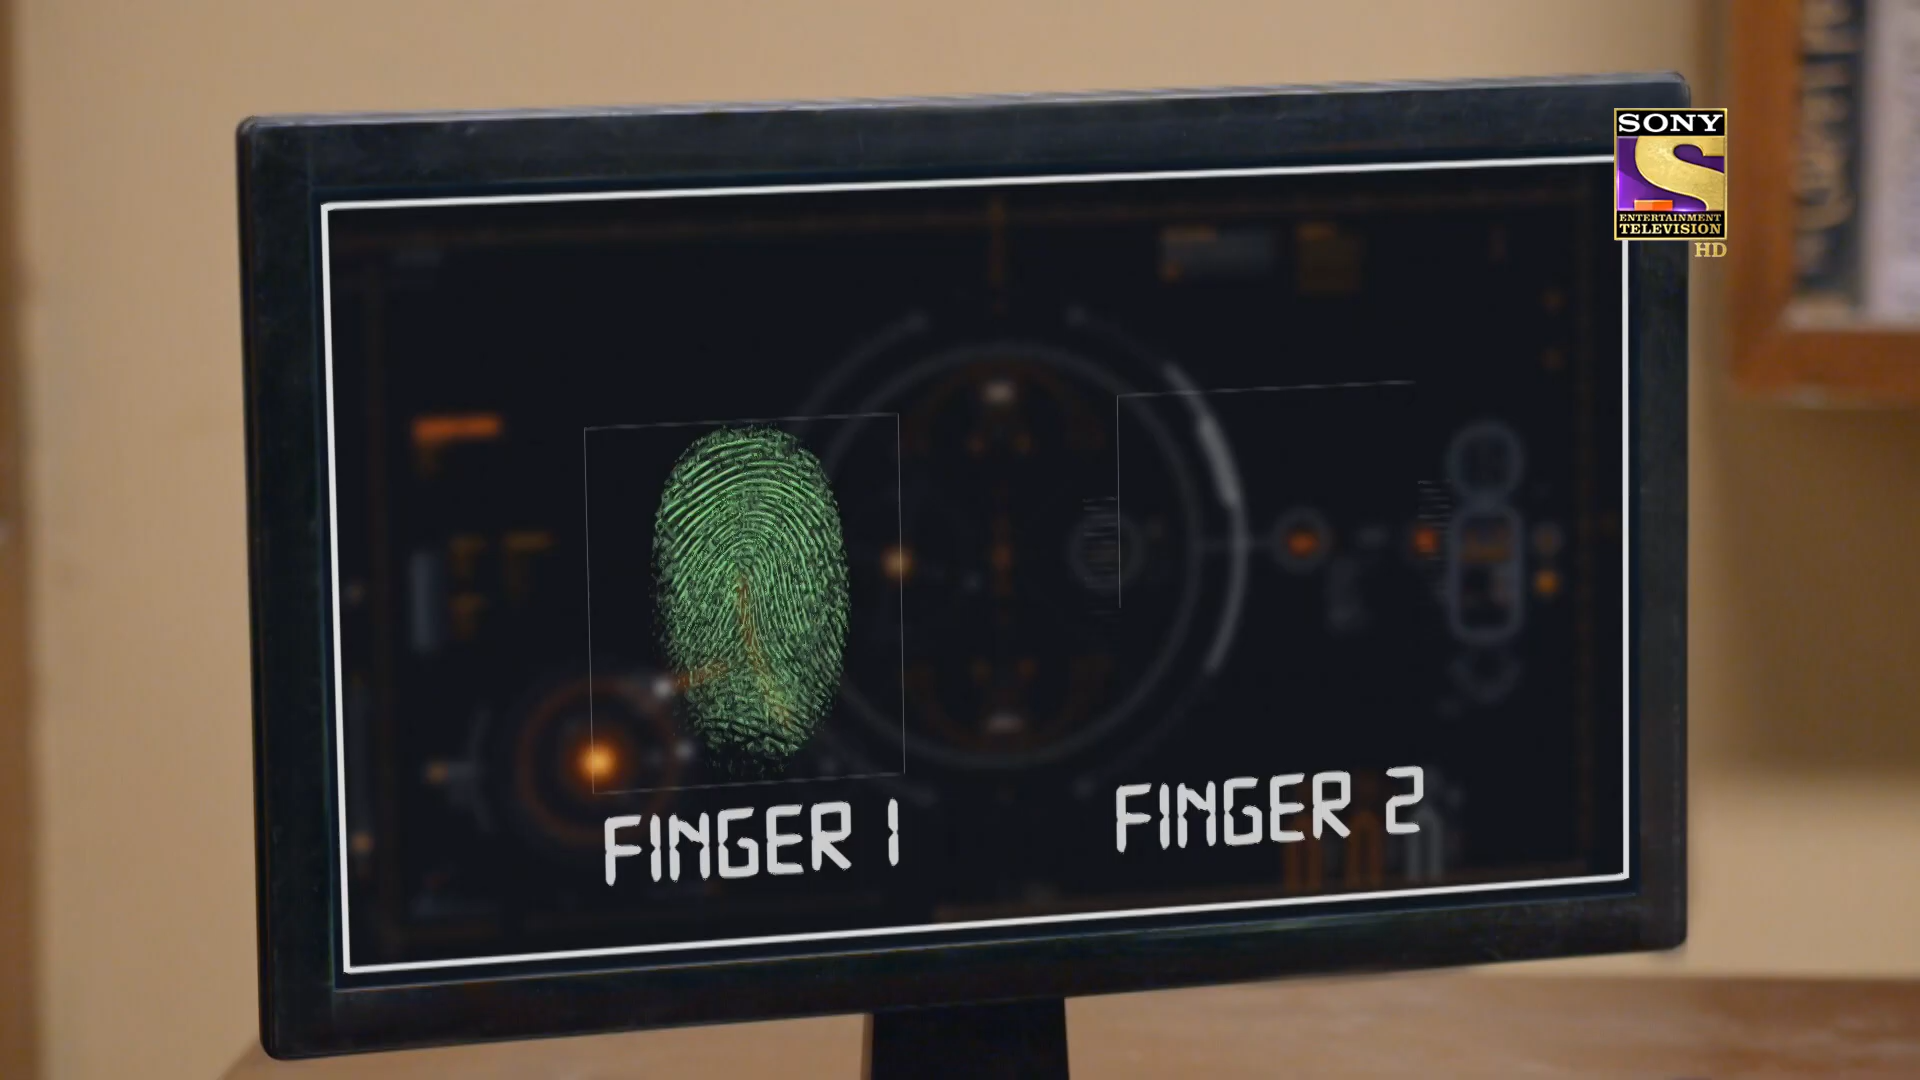 SONY
ENTERTAINMENT
TELEVISION
HD
FINGER 1
FINGER 2